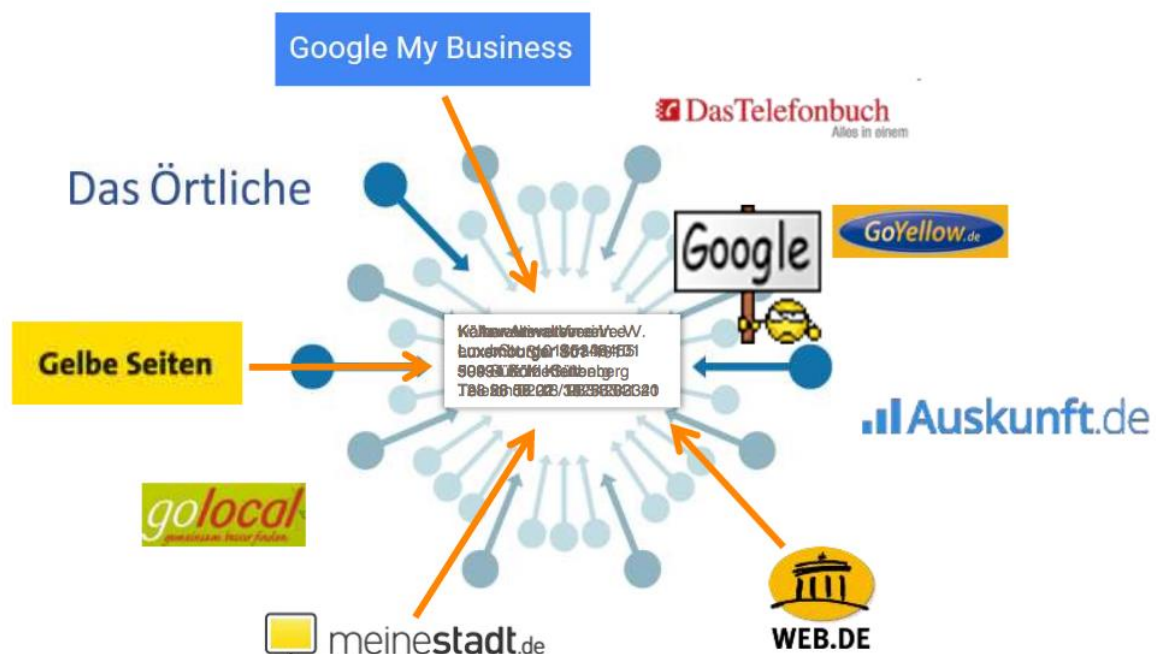 Google My Business
DasTelefonbuch
Alles in einem
Das Örtliche
Google
GoYellow.de
Gelbe Seiten
Auskunft.de
golocal
gemeinsam besser finden
meinestadt.de
WEB.DE